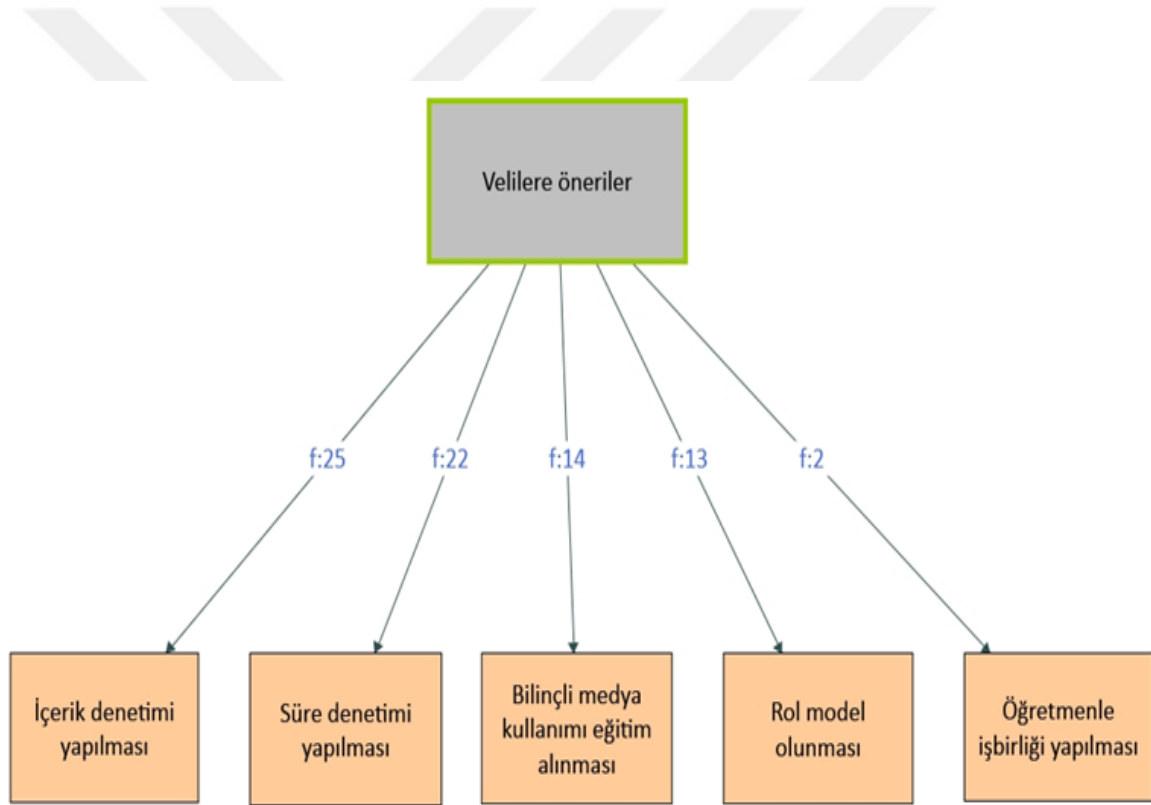 Velilere öneriler
f:25
f:22
f:14
f:13
f:2
İçerik denetimi
yapılması
Süre denetimi
yapılması
Bilinçli medya
kullanımı eğitim
alınması
Rol model
olunması
Öğretmenle
işbirliği yapılması